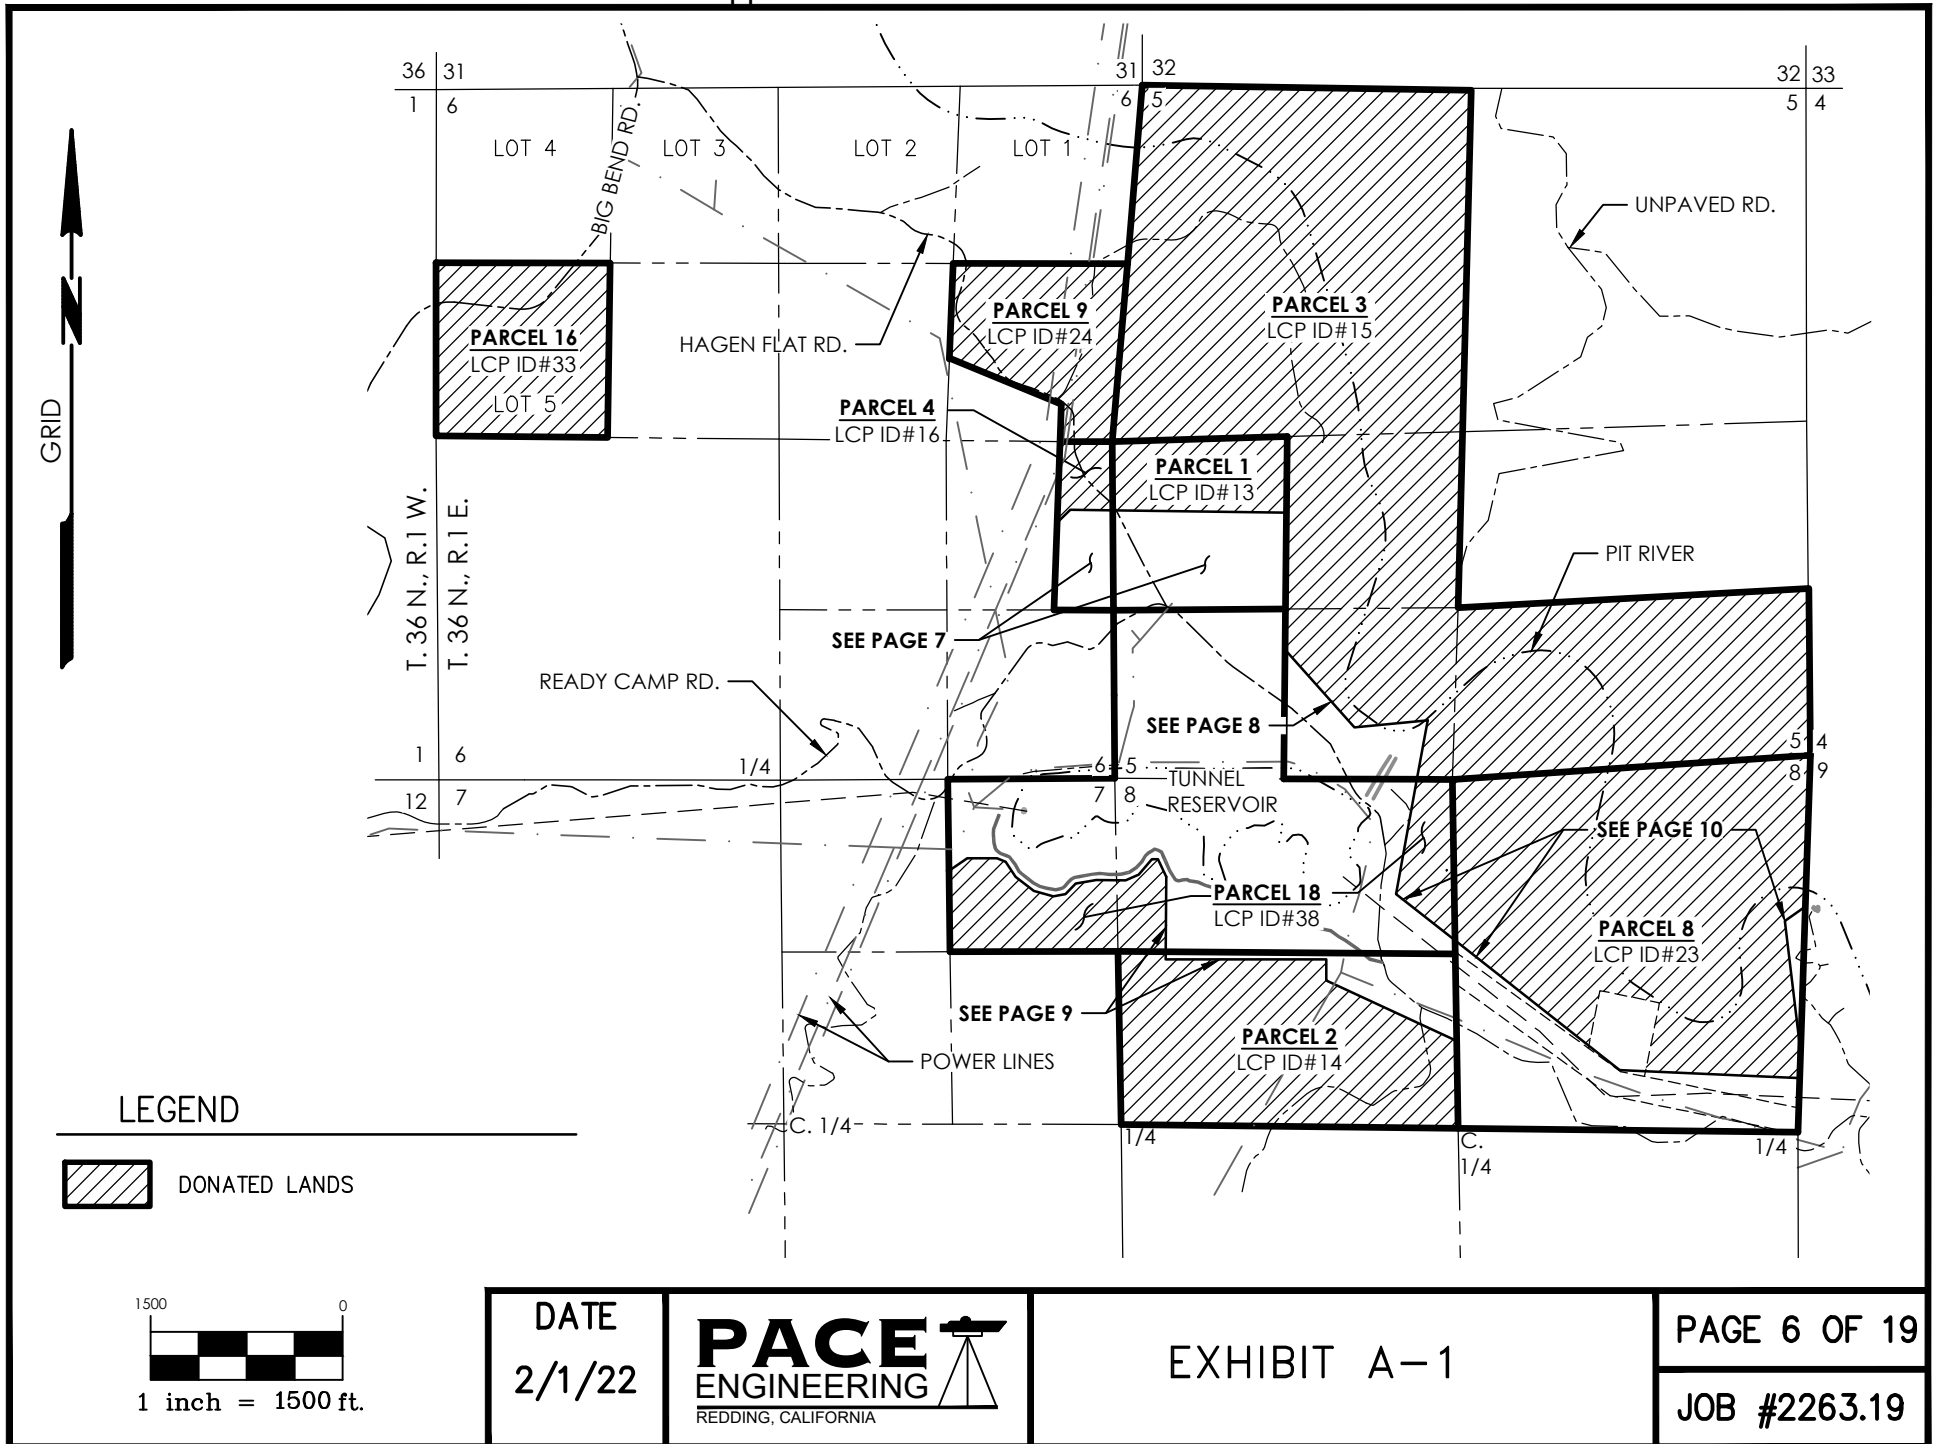 36 31
31 32
32 33
1 6
6 5
5 4
LOT 4
LOT 3
LOT 2
LOT 1
BIG BEND RD.
UNPAVED RD.
N
GRID
PARCEL 16
LCP ID#33
LOT 5
HAGEN FLAT RD.
PARCEL 9
LCP ID#24
PARCEL 3
LCP ID#15
PARCEL 4
LCP ID#16
PARCEL 1
LCP ID#13
T. 36 N., R.1 W.
T. 36 N., R.1 E.
PIT RIVER
SEE PAGE 7
READY CAMP RD.
SEE PAGE 8
1 6
1/4
6 5
5 4
12 7
7 8
8 9
TUNNEL
RESERVOIR
SEE PAGE 10
PARCEL 18
LCP ID#38
PARCEL 8
LCP ID#23
SEE PAGE 9
PARCEL 2
LCP ID#14
POWER LINES
C. 1/4
1/4
C.
1/4
1/4
LEGEND
DONATED LANDS
1500 0
1 inch = 1500 ft.
DATE
2/1/22
PACE
ENGINEERING
REDDING, CALIFORNIA
EXHIBIT A-1
PAGE 6 OF 19
JOB #2263.19